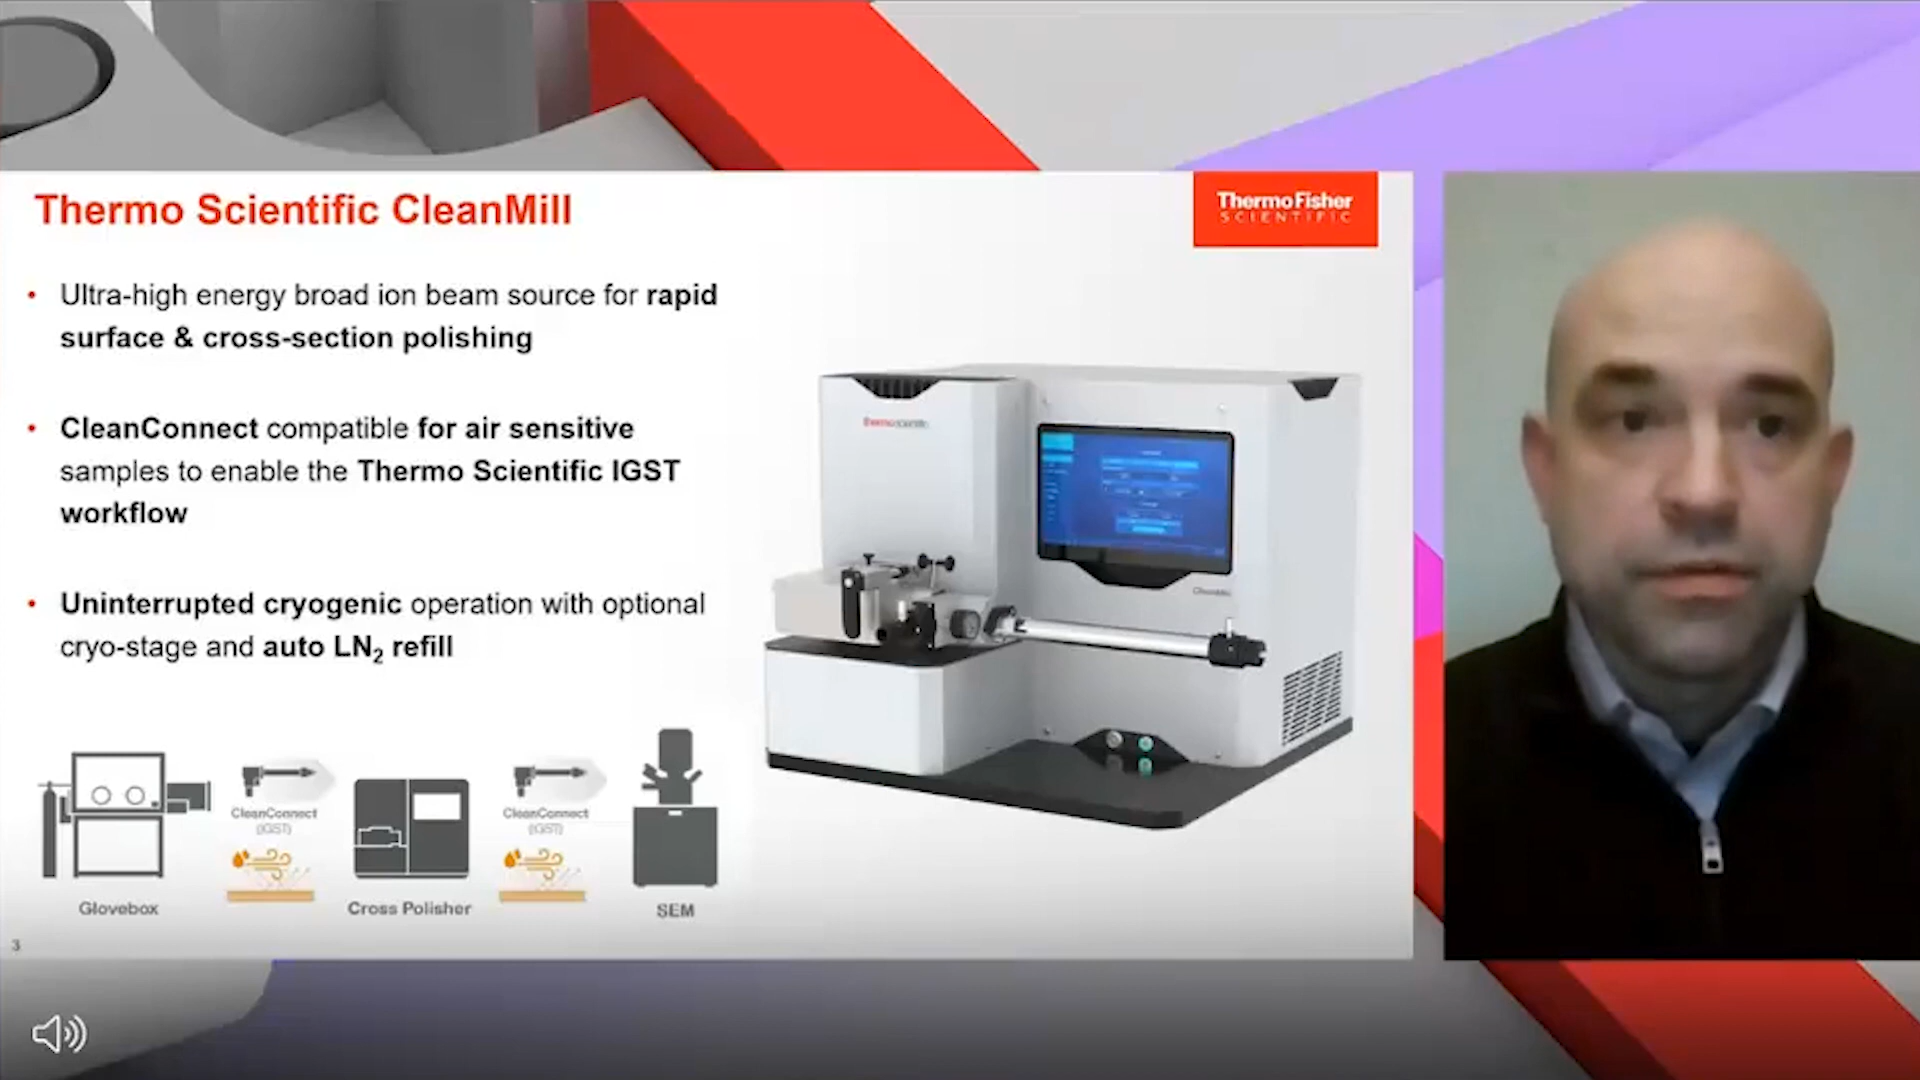 Thermo Scientific CleanMill
ThermoFisher
SCIENTIFIC
• Ultra-high energy broad ion beam source for rapid
surface & cross-section polishing
• CleanConnect compatible for air sensitive
samples to enable the Thermo Scientific IGST
workflow
• Uninterrupted cryogenic operation with optional
cryo-stage and auto LN₂ refill
thermoscientific
CleanMill
CleanConnect
(IGST)
CleanConnect
(IGST)
Glovebox
Cross Polisher
SEM
3